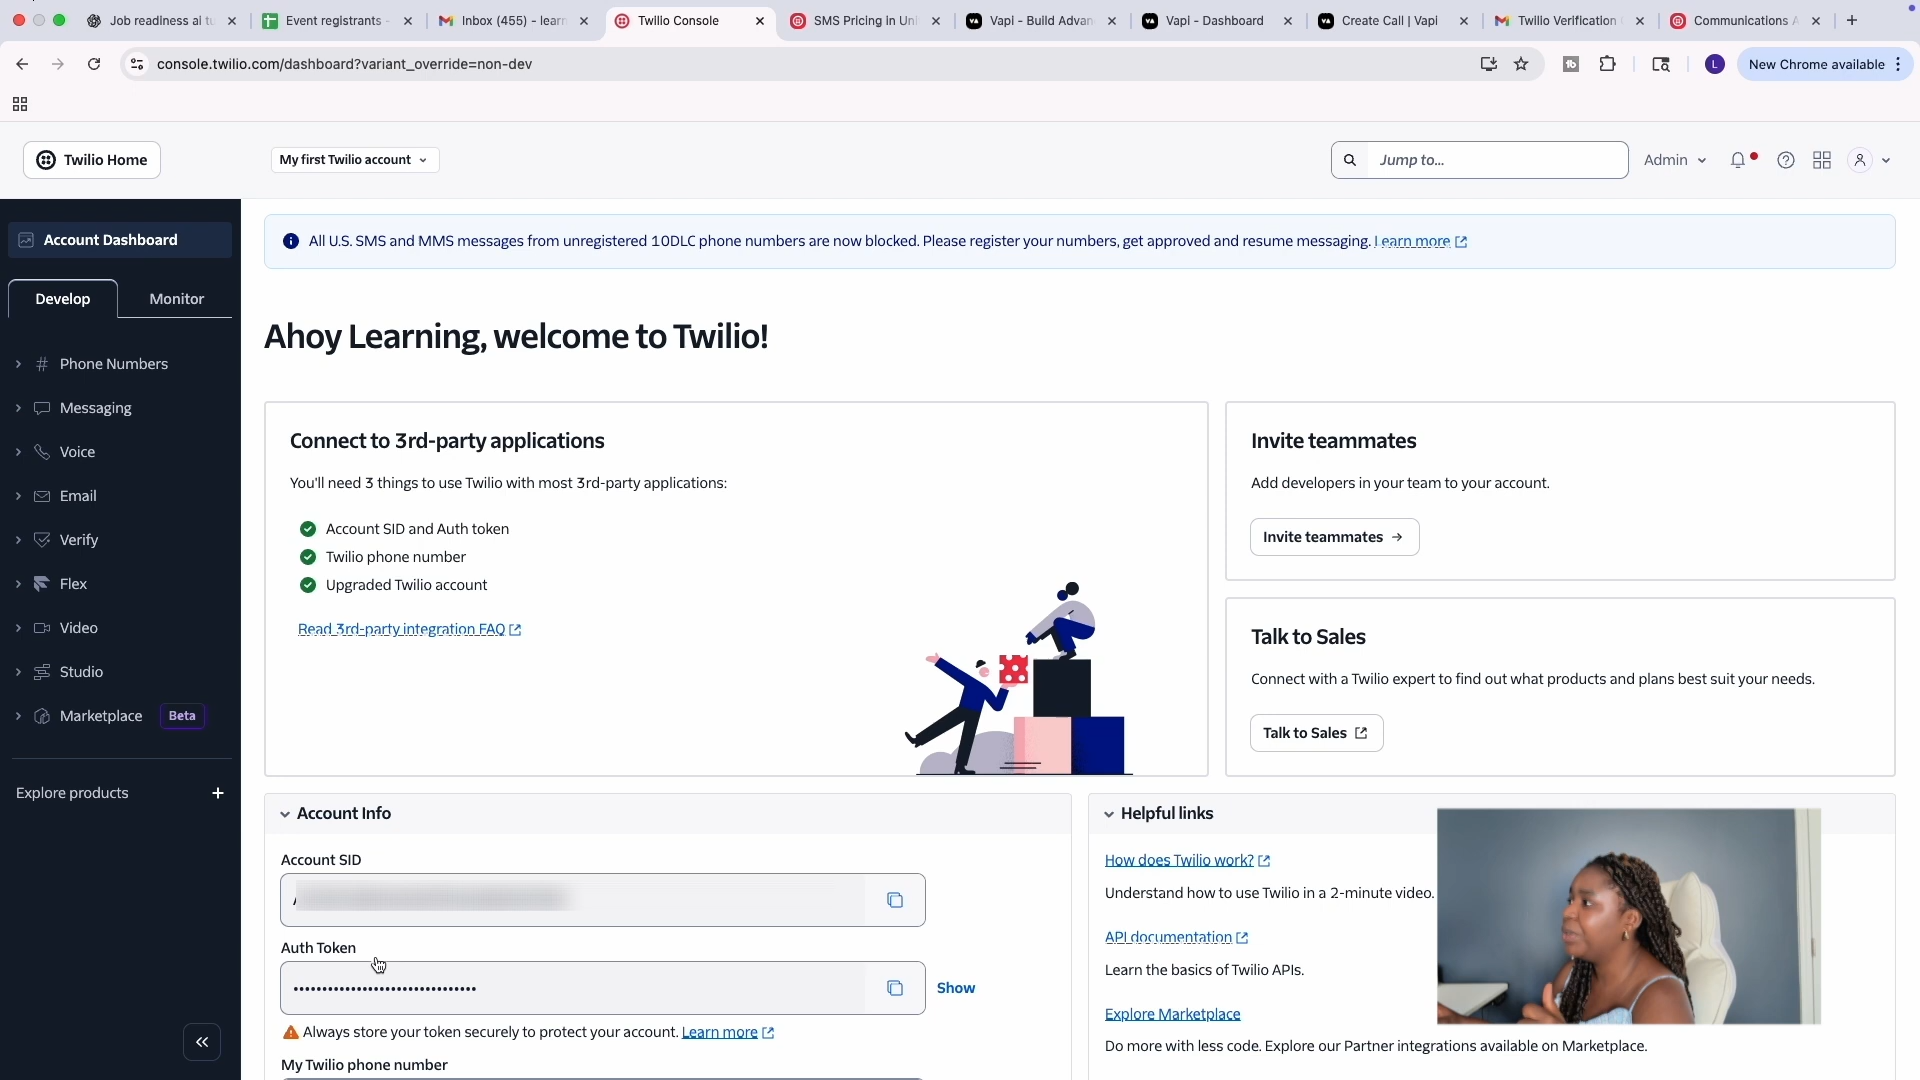 Job readiness ai tu
Event registrants -
Inbox (455) - learn
Twilio Console
SMS Pricing in Uni
Vapi - Build Advan
Vapi - Dashboard
Create Call | Vapi
Twilio Verification
Communications A
console.twilio.com/dashboard?variant_override=non-dev
L
New Chrome available
Twilio Home
My first Twilio account
Jump to...
Admin
Account Dashboard
All U.S. SMS and MMS messages from unregistered 10DLC phone numbers are now blocked. Please register your numbers, get approved and resume messaging. Learn more
Develop
Monitor
Ahoy Learning, welcome to Twilio!
Phone Numbers
Messaging
Voice
Email
Verify
Flex
Video
Studio
Marketplace Beta
Explore products
Connect to 3rd-party applications
You'll need 3 things to use Twilio with most 3rd-party applications:
Account SID and Auth token
Twilio phone number
Upgraded Twilio account
Read 3rd-party integration FAQ
Invite teammates
Add developers in your team to your account.
Invite teammates
Talk to Sales
Connect with a Twilio expert to find out what products and plans best suit your needs.
Talk to Sales
Account Info
Account SID
Auth Token
Show
Always store your token securely to protect your account. Learn more
My Twilio phone number
Helpful links
How does Twilio work?
Understand how to use Twilio in a 2-minute video.
API documentation
Learn the basics of Twilio APIs.
Explore Marketplace
Do more with less code. Explore our Partner integrations available on Marketplace.